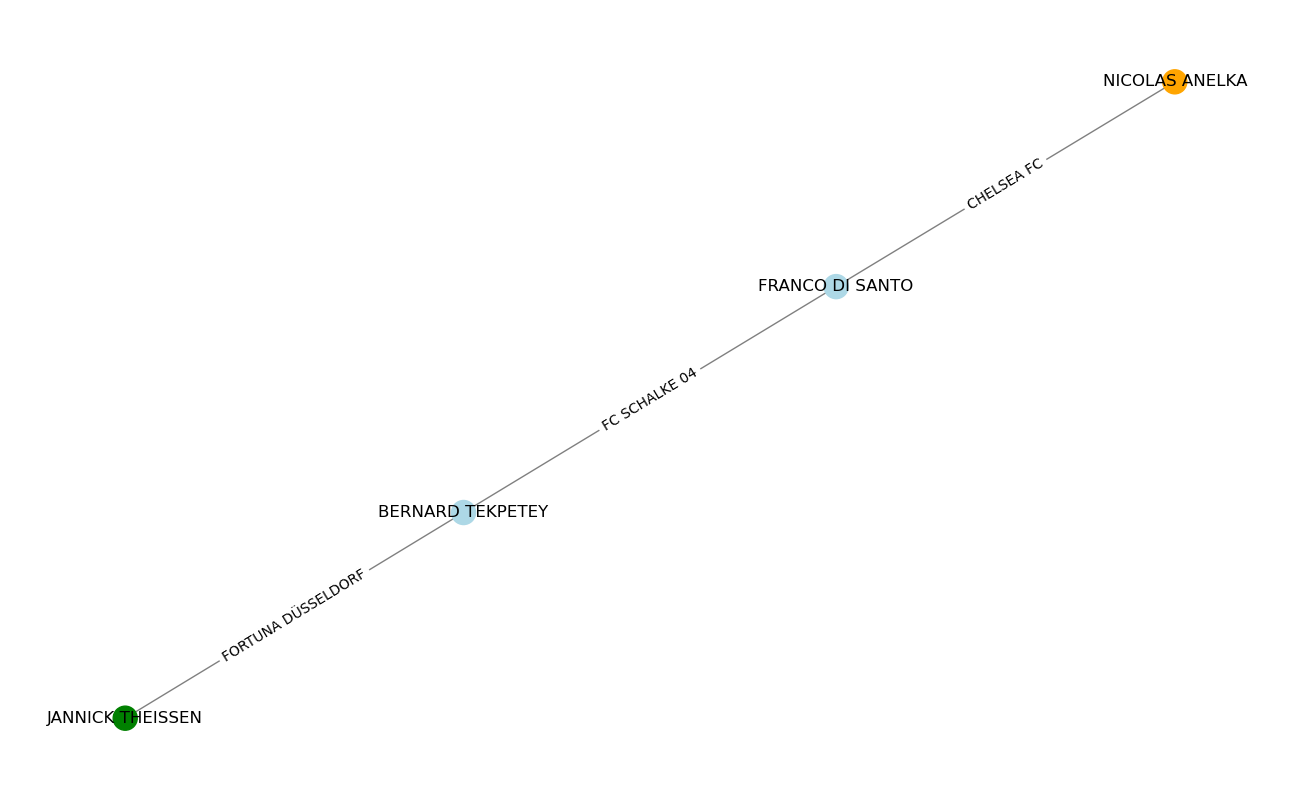 NICOLAS ANELKA
CHELSEA FC
FRANCO DI SANTO
FC SCHALKE 04
BERNARD TEKPETEY
FORTUNA DÜSSELDORF
JANNICK THEISSEN